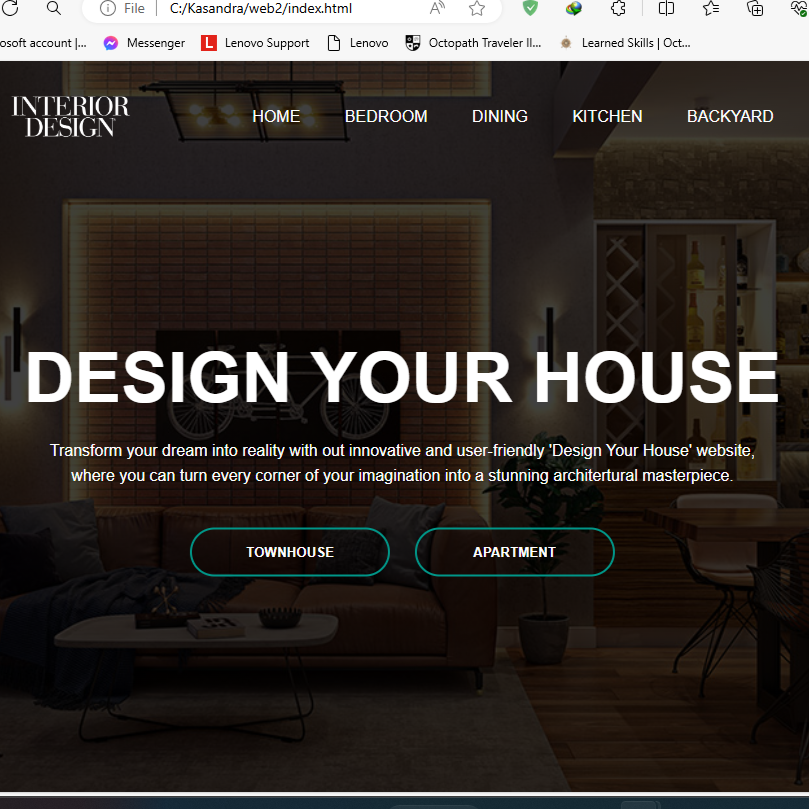 File C:/Kasandra/web2/index.html
osoft account |... Messenger Lenovo Support Lenovo Octopath Traveler II... Learned Skills | Oct...
INTERIOR
DESIGN
HOME BEDROOM DINING KITCHEN BACKYARD
DESIGN YOUR HOUSE
Transform your dream into reality with out innovative and user-friendly 'Design Your House' website,
where you can turn every corner of your imagination into a stunning architertural masterpiece.
TOWNHOUSE APARTMENT